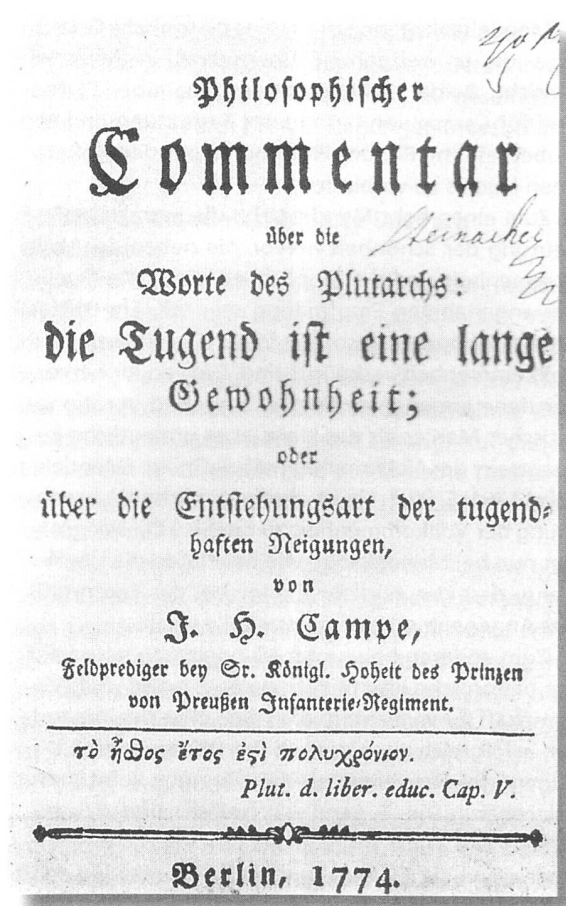 Philosophischer
Commentar
über die
Worte des Plutarchs:
die Tugend ist eine lange
Gewohnheit;
oder
über die Entstehungsart der tugend-
haften Neigungen,
von
J. H. Campe,
Feldprediger bey Sr. Königl. Hoheit des Prinzen
von Preußen Infanterie-Regiment.
τὸ ἦθος ἔτος ἐϛὶ πολυχρόνιον.
Plut. d. liber. educ. Cap. V.
Berlin, 1774.